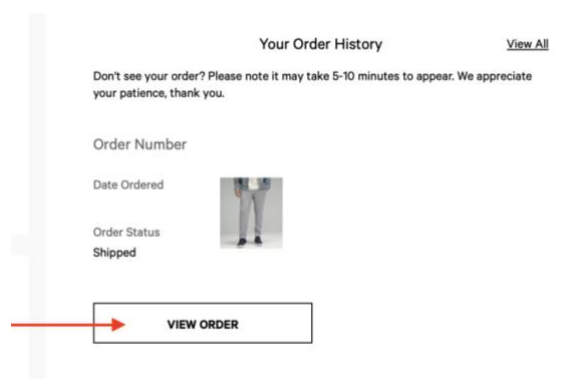 Your Order History
View All
Don't see your order? Please note it may take 5-10 minutes to appear. We appreciate
your patience, thank you.
Order Number
Date Ordered
Order Status
Shipped
VIEW ORDER